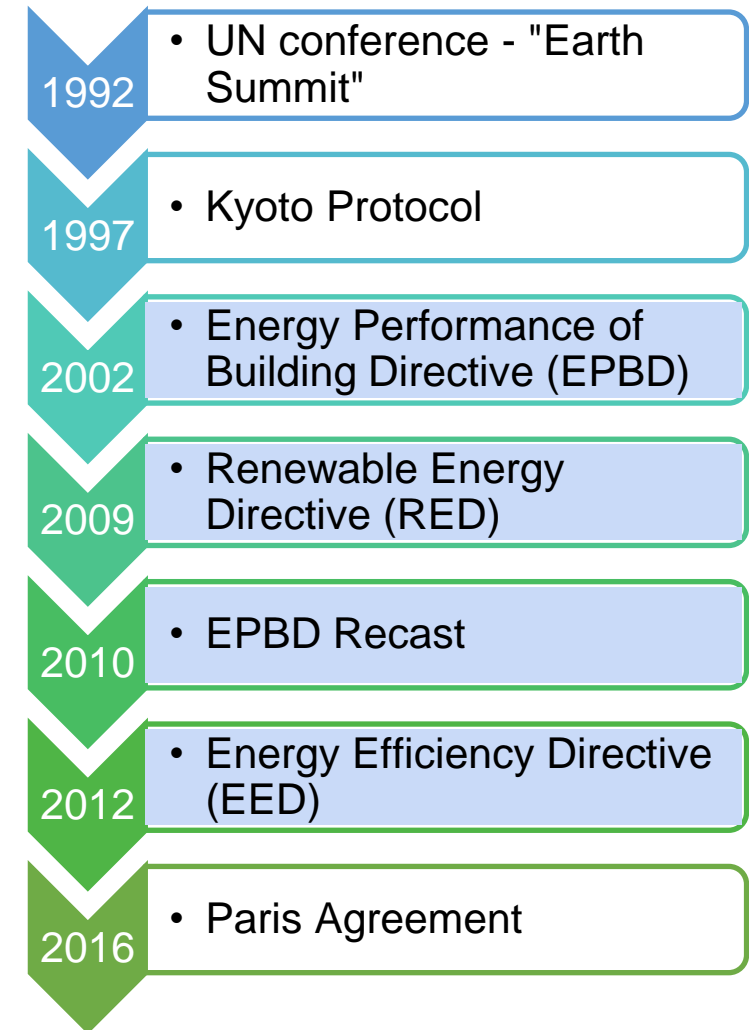 1992
• UN conference - "Earth
Summit"
1997
• Kyoto Protocol
2002
• Energy Performance of
Building Directive (EPBD)
2009
• Renewable Energy
Directive (RED)
2010
• EPBD Recast
2012
• Energy Efficiency Directive
(EED)
2016
• Paris Agreement